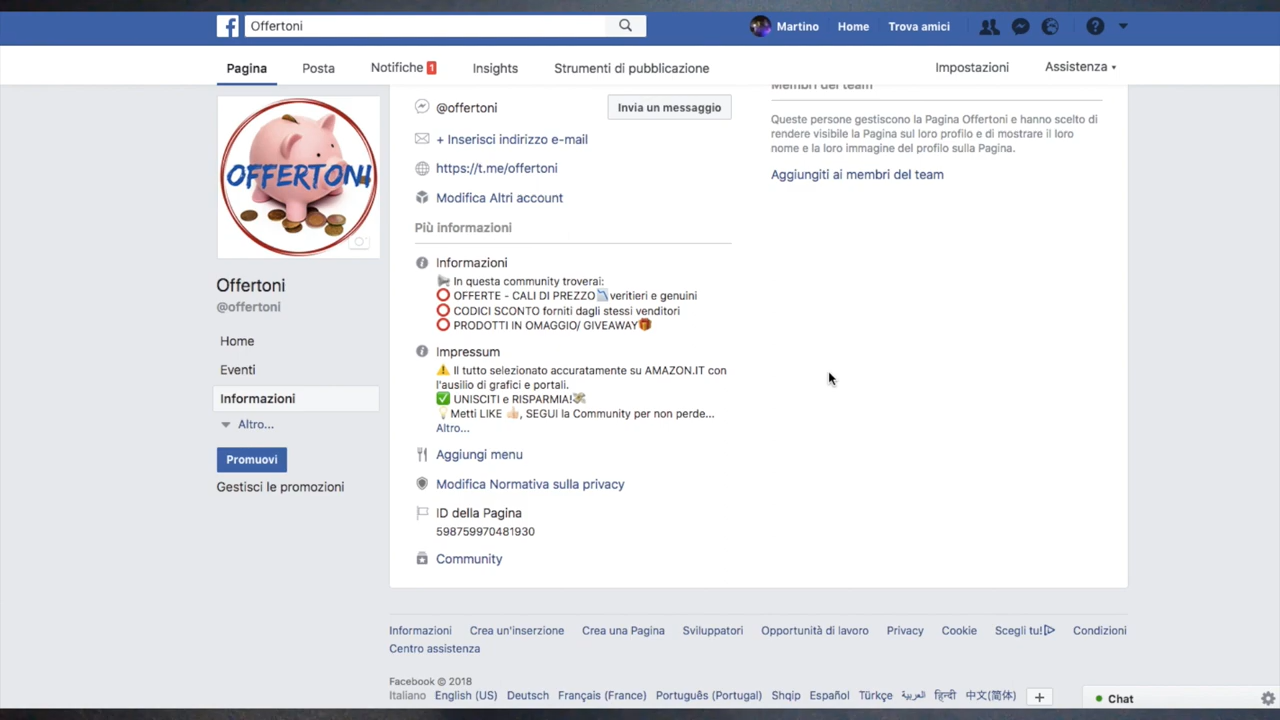 Offertoni
Martino
Home
Trova amici
Pagina
Posta
Notifiche 1
Insights
Strumenti di pubblicazione
Impostazioni
Assistenza
OFFERTONI
Offertoni
@offertoni
Home
Eventi
Informazioni
Altro...
Promuovi
Gestisci le promozioni
@offertoni
Invia un messaggio
+ Inserisci indirizzo e-mail
https://t.me/offertoni
Modifica Altri account
Più informazioni
Informazioni
In questa community troverai:
⭕ OFFERTE - CALI DI PREZZO📉veritieri e genuini
⭕ CODICI SCONTO forniti dagli stessi venditori
⭕ PRODOTTI IN OMAGGIO/ GIVEAWAY🎁
Impressum
⚠️ Il tutto selezionato accuratamente su AMAZON.IT con
l'ausilio di grafici e portali.
✅ UNISCITI e RISPARMIA!💸
💡Metti LIKE 👍🏻, SEGUI la Community per non perde...
Altro...
Aggiungi menu
Modifica Normativa sulla privacy
ID della Pagina
598759970481930
Community
Membri del team
Queste persone gestiscono la Pagina Offertoni e hanno scelto di
rendere visibile la Pagina sul loro profilo e di mostrare il loro
nome e la loro immagine del profilo sulla Pagina.
Aggiungiti ai membri del team
Informazioni Crea un'inserzione Crea una Pagina Sviluppatori Opportunità di lavoro Privacy Cookie Scegli tu! Condizioni
Centro assistenza
Facebook © 2018
Italiano English (US) Deutsch Français (France) Português (Portugal) Shqip Español Türkçe العربية हिन्दी 中文(简体) +
Chat